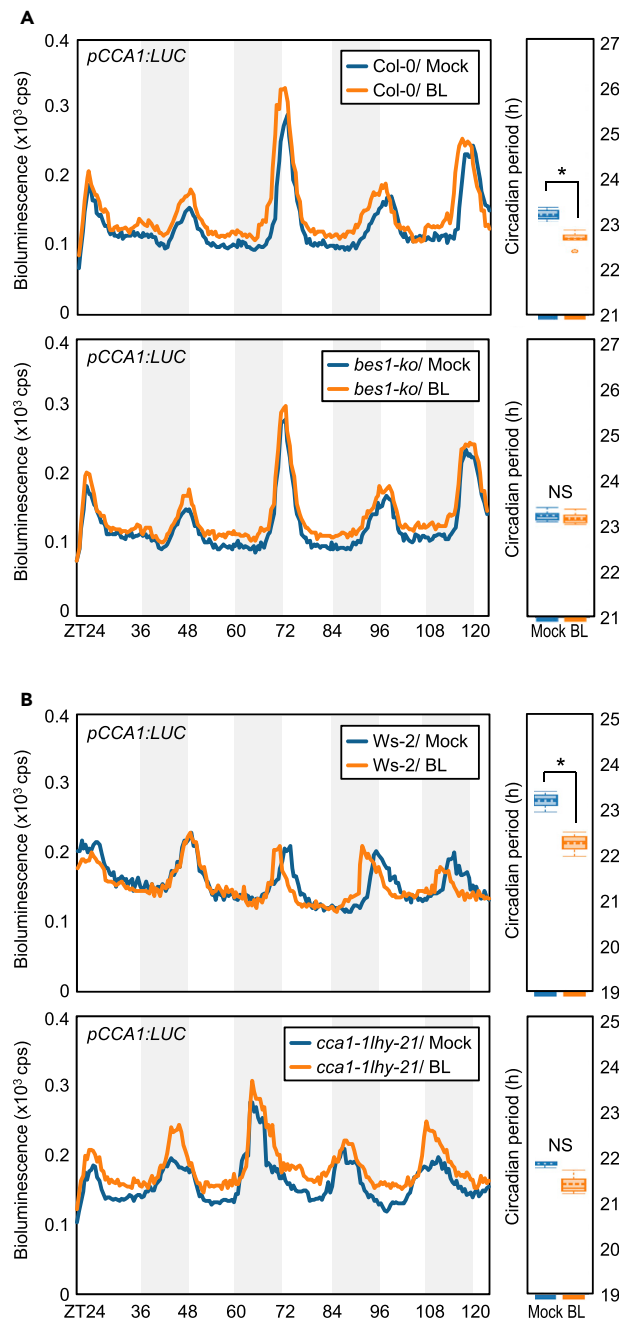 A
pCCA1:LUC
Col-0/ Mock
Col-0/ BL
Bioluminescence (x10³ cps)
0.4
0.3
0.2
0.1
0
Circadian period (h)
*
27
26
25
24
23
22
21
pCCA1:LUC
bes1-ko/ Mock
bes1-ko/ BL
Bioluminescence (x10³ cps)
0.4
0.3
0.2
0.1
0
ZT24 36 48 60 72 84 96 108 120
Circadian period (h)
NS
27
26
25
24
23
22
21
Mock BL
B
pCCA1:LUC
Ws-2/ Mock
Ws-2/ BL
Bioluminescence (x10³ cps)
0.4
0.3
0.2
0.1
0
Circadian period (h)
*
25
24
23
22
21
20
19
pCCA1:LUC
cca1-1lhy-21/ Mock
cca1-1lhy-21/ BL
Bioluminescence (x10³ cps)
0.4
0.3
0.2
0.1
0
ZT24 36 48 60 72 84 96 108 120
Circadian period (h)
NS
25
24
23
22
21
20
19
Mock BL